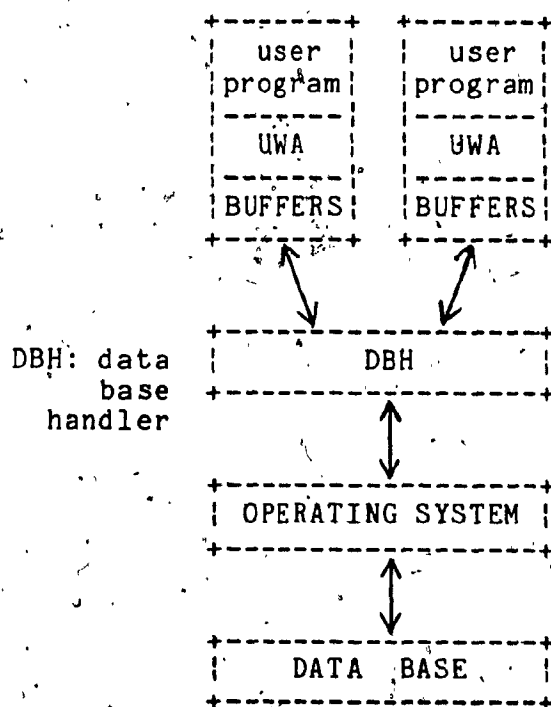 user user
program program
UWA UWA
BUFFERS BUFFERS
DBH: data DBH
base
handler
OPERATING SYSTEM
DATA BASE